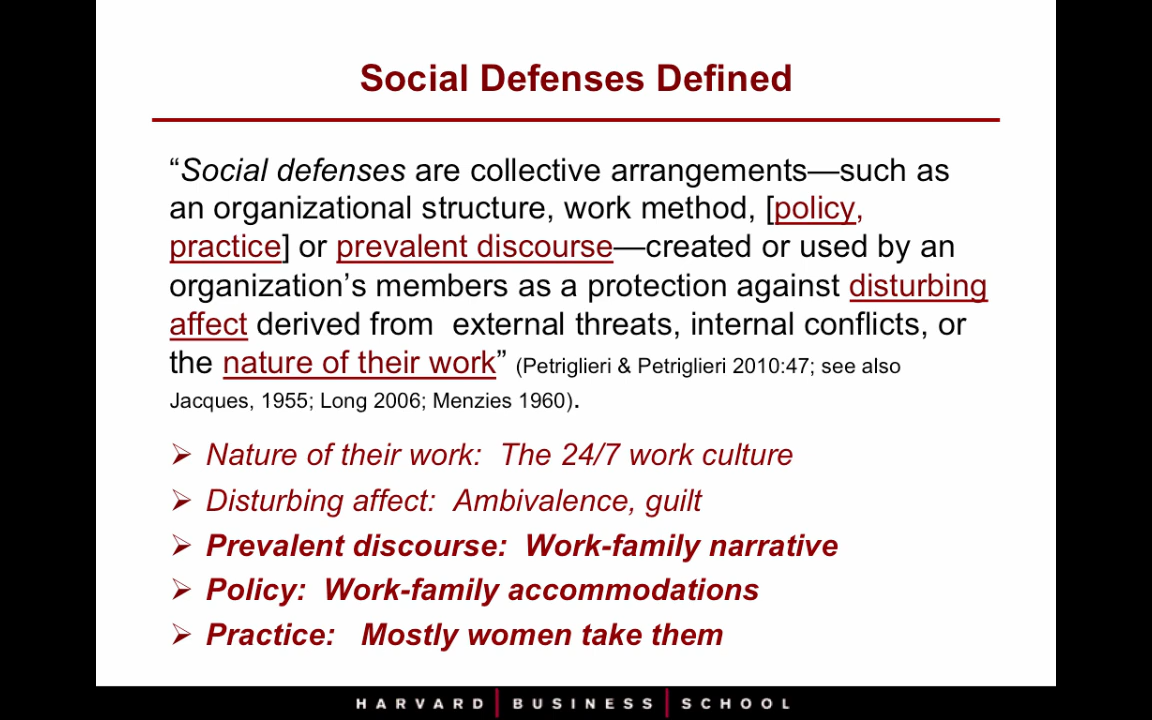 Social Defenses Defined
“Social defenses are collective arrangements—such as
an organizational structure, work method, [policy,
practice] or prevalent discourse—created or used by an
organization’s members as a protection against disturbing
affect derived from  external threats, internal conflicts, or
the nature of their work” (Petriglieri & Petriglieri 2010:47; see also
Jacques, 1955; Long 2006; Menzies 1960).
➢ Nature of their work:  The 24/7 work culture
➢ Disturbing affect:  Ambivalence, guilt
➢ Prevalent discourse:  Work-family narrative
➢ Policy:  Work-family accommodations
➢ Practice:   Mostly women take them
HARVARD | BUSINESS | SCHOOL